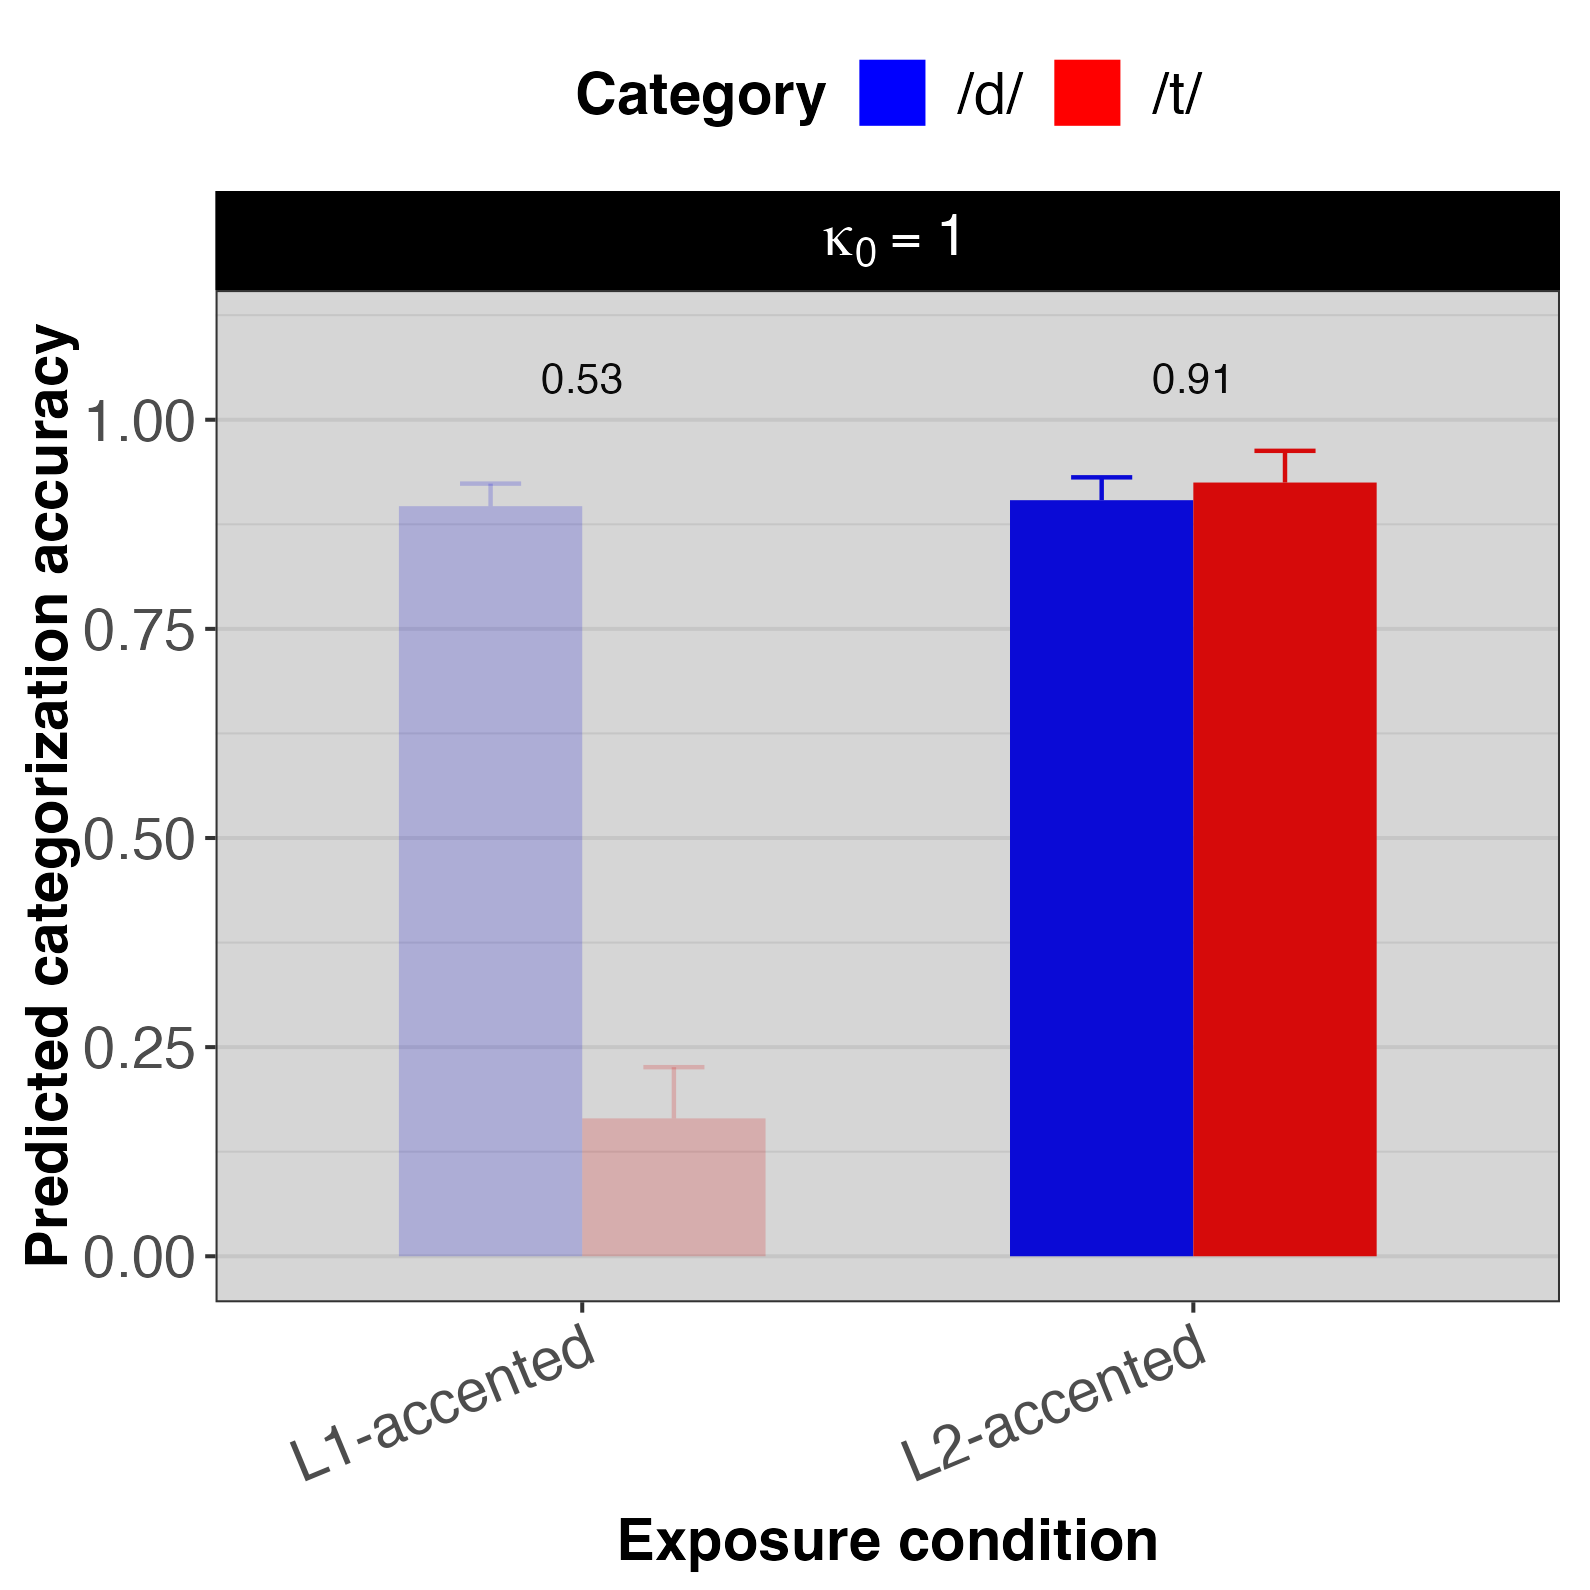 Category /d/ /t/
κ0 = 1
0.53 0.91
Predicted categorization accuracy
1.00
0.75
0.50
0.25
0.00
L1-accented L2-accented
Exposure condition